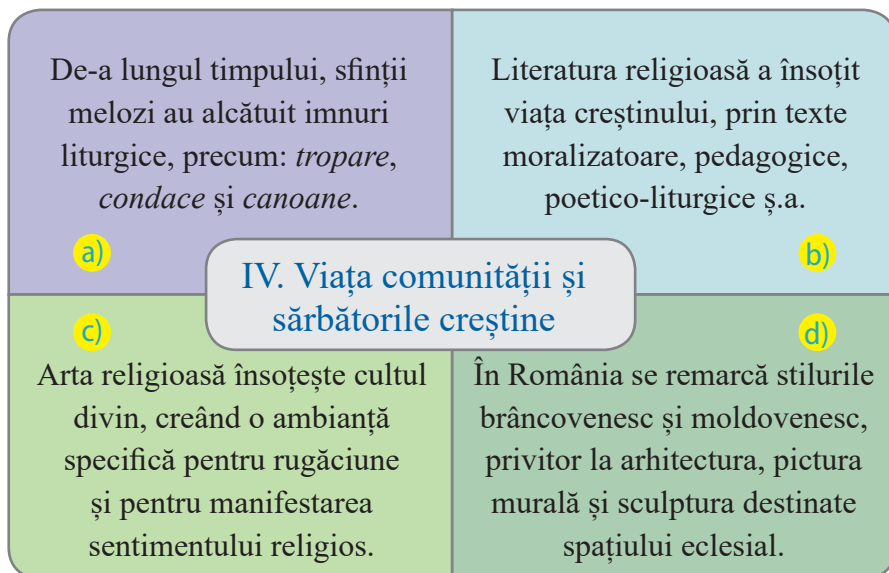 De-a lungul timpului, sfinții
melozi au alcătuit imnuri
liturgice, precum: tropare,
condace și canoane.
a)
Literatura religioasă a însoțit
viața creștinului, prin texte
moralizatoare, pedagogice,
poetico-liturgice ș.a.
b)
IV. Viața comunității și
sărbătorile creștine
c)
Arta religioasă însoțește cultul
divin, creând o ambianță
specifică pentru rugăciune
și pentru manifestarea
sentimentului religios.
d)
În România se remarcă stilurile
brâncovenesc și moldovenesc,
privitor la arhitectura, pictura
murală și sculptura destinate
spațiului eclesial.